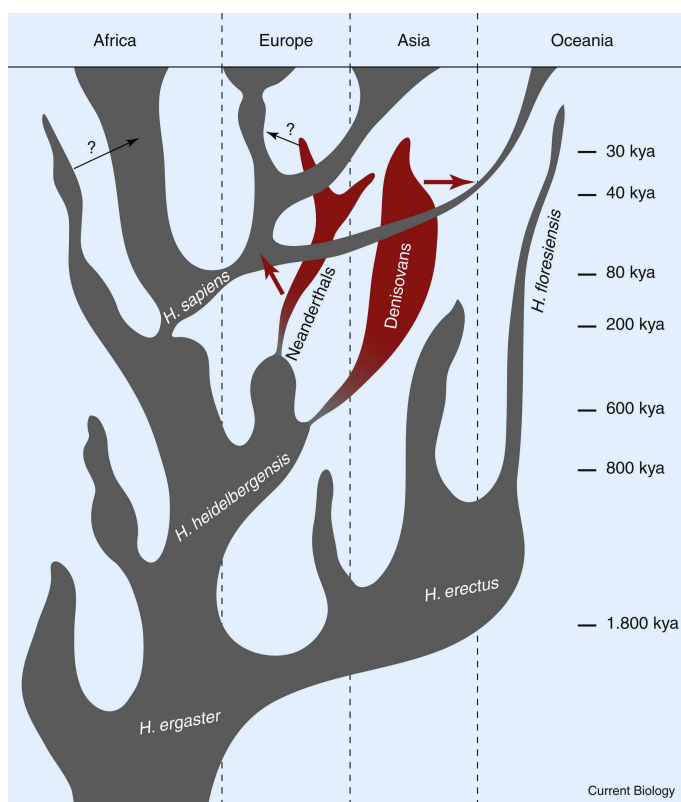 Africa
Europe
Asia
Oceania
?
?
30 kya
40 kya
H. sapiens
Neanderthals
Denisovans
H. floresiensis
80 kya
200 kya
600 kya
800 kya
H. heidelbergensis
H. erectus
1.800 kya
H. ergaster
Current Biology